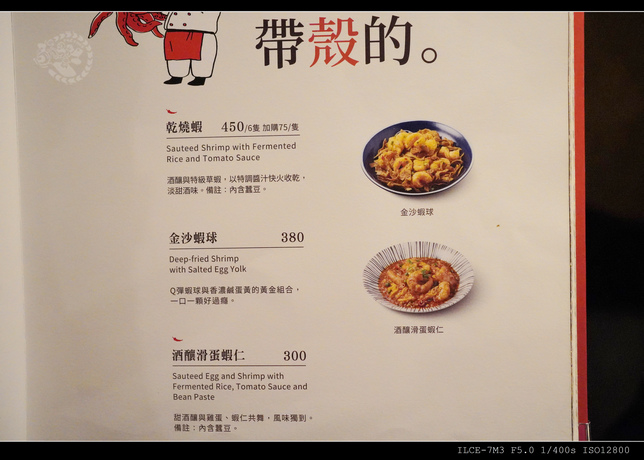 帶殼的。
乾燒蝦 450/6隻 加購75/隻
Sauteed Shrimp with Fermented
Rice and Tomato Sauce
酒釀與特級草蝦，以特調醬汁快火收乾，
淡甜酒味。備註：內含蠶豆。
金沙蝦球
金沙蝦球 380
Deep-fried Shrimp
with Salted Egg Yolk
Q彈蝦球與香濃鹹蛋黃的黃金組合，
一口一顆好過癮。
酒釀滑蛋蝦仁
酒釀滑蛋蝦仁 300
Sauteed Egg and Shrimp with
Fermented Rice, Tomato Sauce and
Bean Paste
甜酒釀與雞蛋、蝦仁共舞，風味獨到。
備註：內含蠶豆。
ILCE-7M3 F5.0 1/400s ISO12800